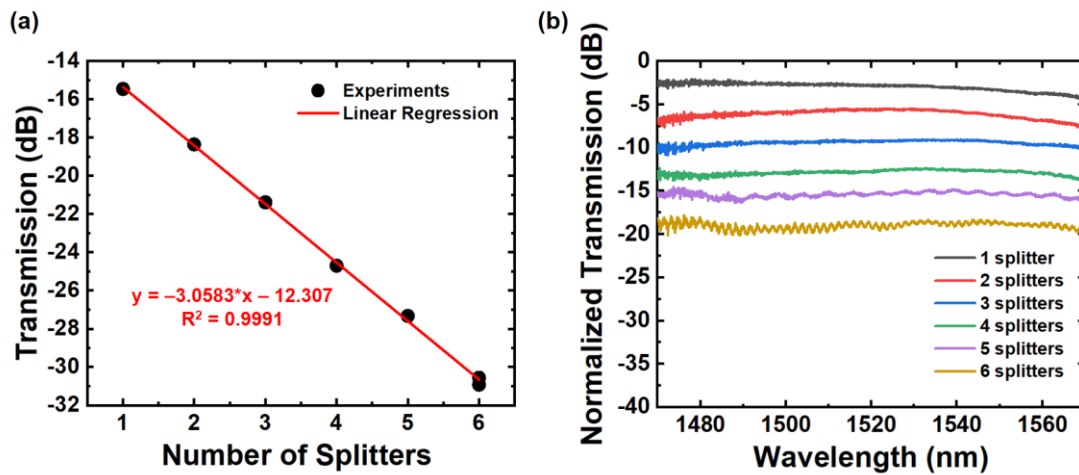 (a)
Transmission (dB)
-14
-16
-18
-20
-22
-24
-26
-28
-30
-32
Experiments
Linear Regression
y = –3.0583*x – 12.307
R² = 0.9991
1 2 3 4 5 6
Number of Splitters
(b)
Normalized Transmission (dB)
0
-5
-10
-15
-20
-25
-30
-35
-40
1 splitter
2 splitters
3 splitters
4 splitters
5 splitters
6 splitters
1480 1500 1520 1540 1560
Wavelength (nm)